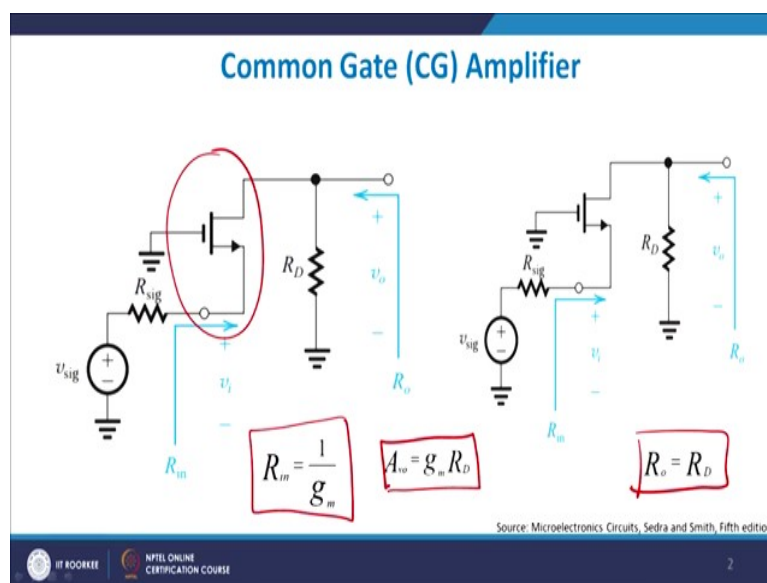 Common Gate (CG) Amplifier
R_sig
v_sig
+
−
R_in
+
v_i
−
R_D
+
v_o
−
R_o
R_sig
v_sig
+
−
R_in
+
v_i
−
R_D
+
v_o
−
R_o
R_in = 1/g_m
A_vo = g_m R_D
R_o = R_D
Source: Microelectronics Circuits, Sedra and Smith, Fifth editio
IIT ROORKEE
NPTEL ONLINE
CERTIFICATION COURSE
2